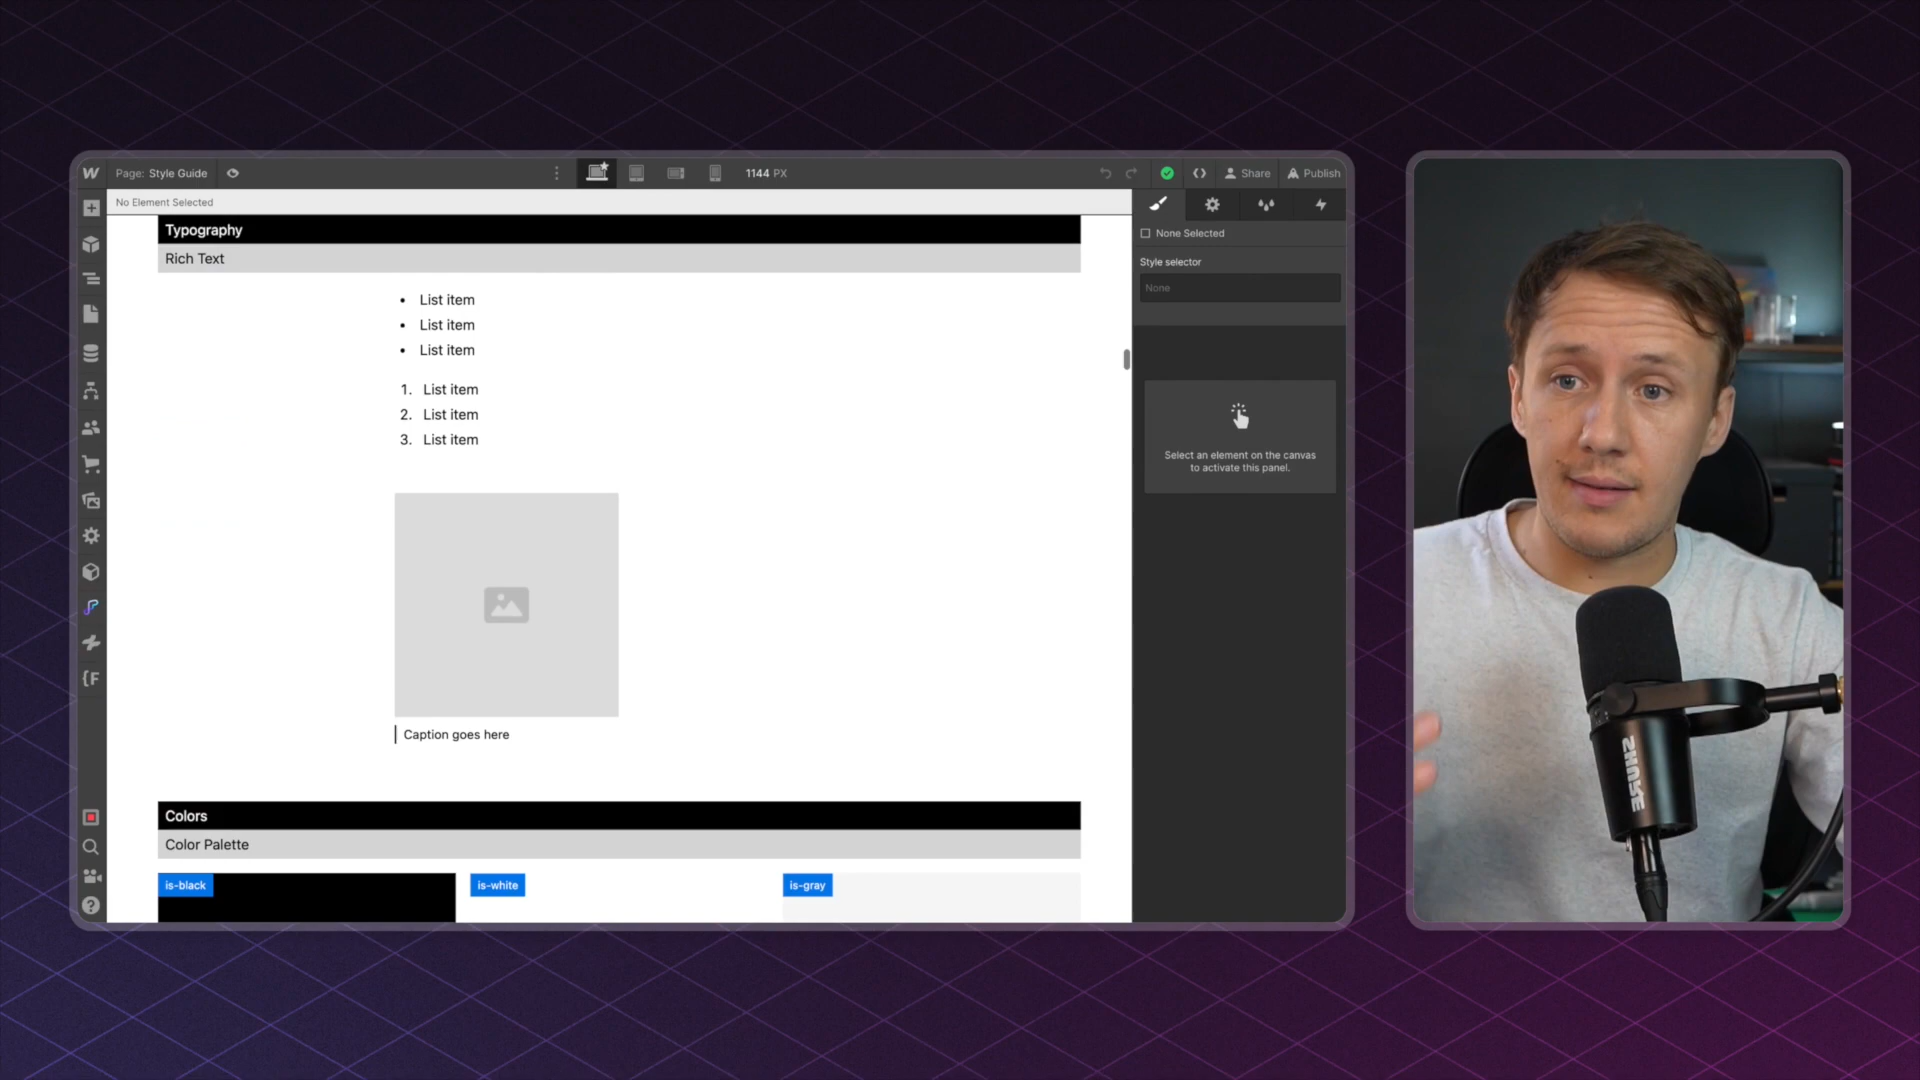 Page: Style Guide
1144 PX
Share
Publish
No Element Selected
Typography
Rich Text
• List item
• List item
• List item
1. List item
2. List item
3. List item
Caption goes here
Colors
Color Palette
is-black
is-white
is-gray
None Selected
Style selector
None
Select an element on the canvas
to activate this panel.
SHURE